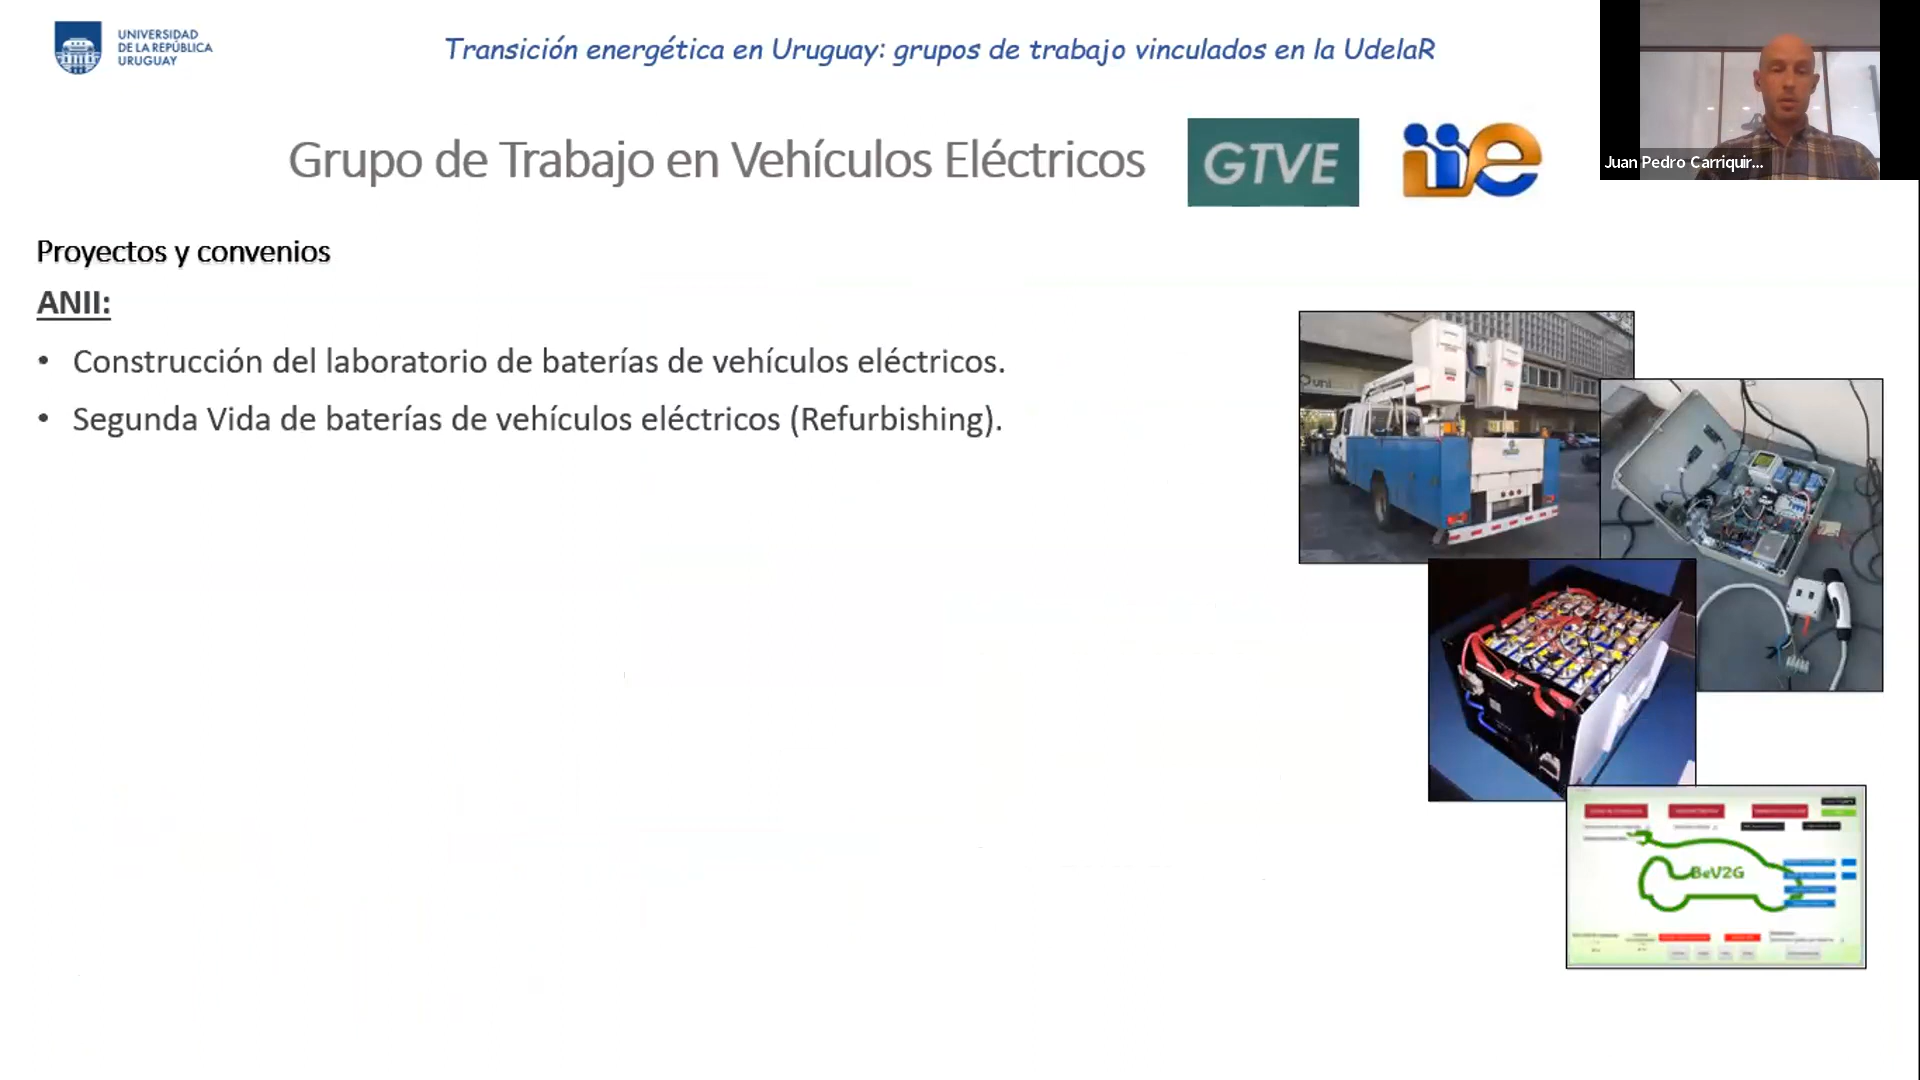 UNIVERSIDAD
DE LA REPÚBLICA
URUGUAY
Transición energética en Uruguay: grupos de trabajo vinculados en la UdelaR
Juan Pedro Carriquir...
Grupo de Trabajo en Vehículos Eléctricos
GTVE
iie
Proyectos y convenios
ANII:
• Construcción del laboratorio de baterías de vehículos eléctricos.
• Segunda Vida de baterías de vehículos eléctricos (Refurbishing).
BeV2G